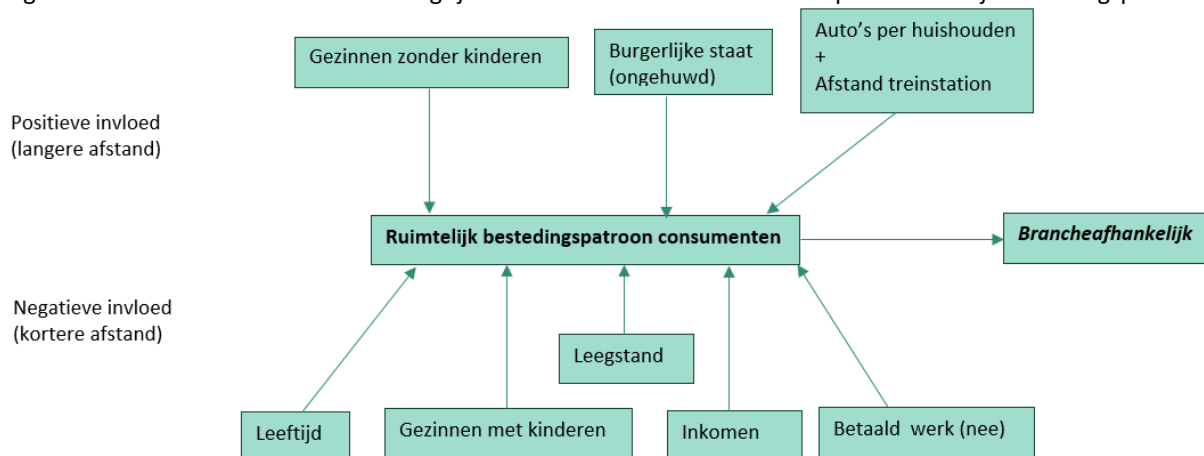 Gezinnen zonder kinderen
Burgerlijke staat
(ongehuwd)
Auto's per huishouden
+
Afstand treinstation
Positieve invloed
(langere afstand)
Ruimtelijk bestedingspatroon consumenten
Brancheafhankelijk
Negatieve invloed
(kortere afstand)
Leegstand
Leeftijd
Gezinnen met kinderen
Inkomen
Betaald werk (nee)